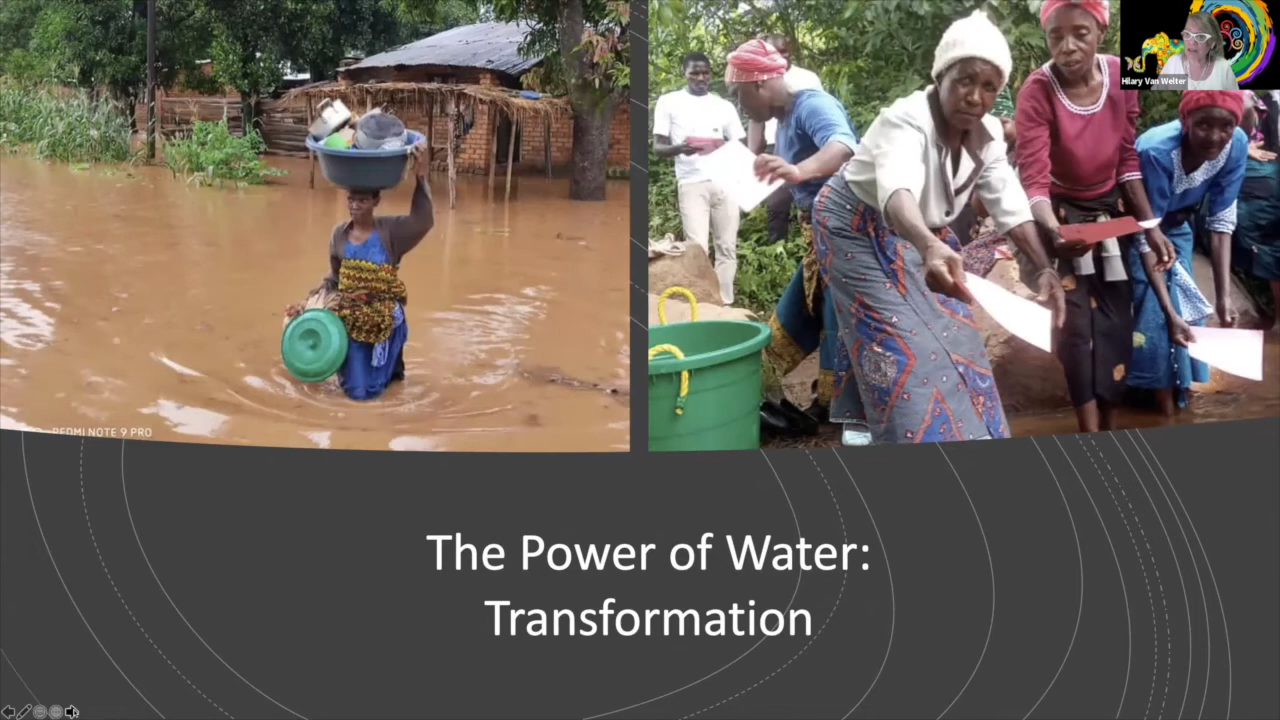 Hilary Van Welter
REDMI NOTE 9 PRO
The Power of Water:
Transformation